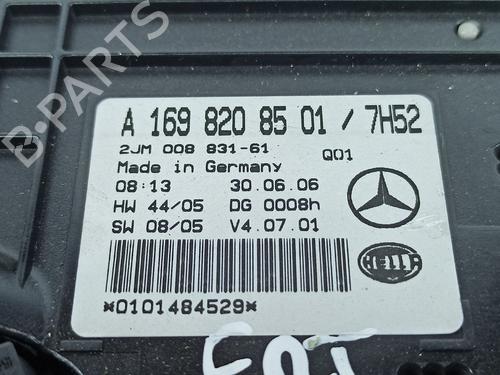 A 169 820 85 01 / 7H52
2JM 008 831-61 Q01
Made in Germany
08:13 30.06.06
HW 44/05 DG 0008h
SW 08/05 V4.07.01
HELLA
*0101484529*